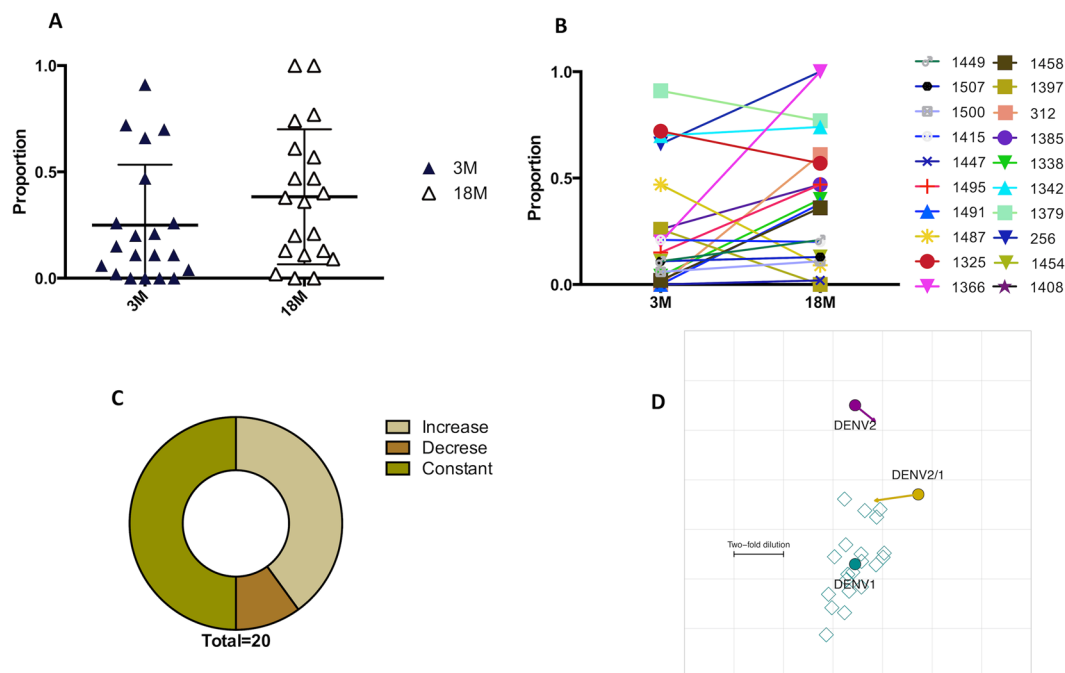 A
Proportion
1.0
0.5
0.0
3M
18M
3M
18M
B
Proportion
1.0
0.5
0.0
3M
18M
1449
1507
1500
1415
1447
1495
1491
1487
1325
1366
1458
1397
312
1385
1338
1342
1379
256
1454
1408
C
Increase
Decrese
Constant
Total=20
D
DENV2
DENV2/1
Two-fold dilution
DENV1